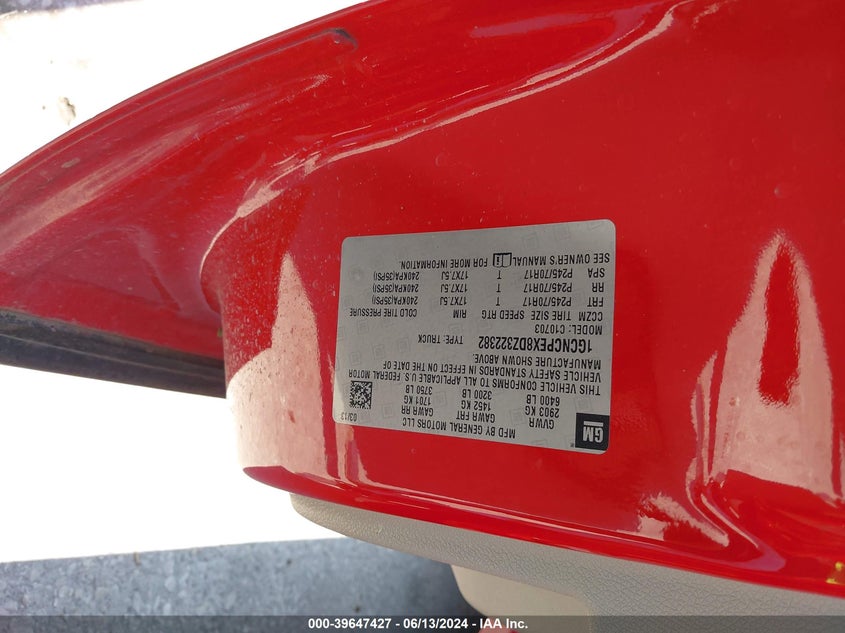 GM
MFD BY GENERAL MOTORS LLC
03/13
GVWR GAWR FRT GAWR RR
2903 KG 1452 KG 1701 KG
6400 LB 3200 LB 3750 LB
THIS VEHICLE CONFORMS TO ALL APPLICABLE U.S. FEDERAL MOTOR
VEHICLE SAFETY STANDARDS IN EFFECT ON THE DATE OF
MANUFACTURE SHOWN ABOVE.
1GCNCPEX8DZ322382 TYPE: TRUCK
MODEL: C10703
CCZM TIRE SIZE SPEED RTG RIM COLD TIRE PRESSURE
FRT P245/70R17 T 17X7.5J 240KPA(35PSI)
RR P245/70R17 T 17X7.5J 240KPA(35PSI)
SPA P245/70R17 T 17X7.5J 240KPA(35PSI)
SEE OWNER'S MANUAL FOR MORE INFORMATION.
000-39647427 - 06/13/2024 - IAA Inc.